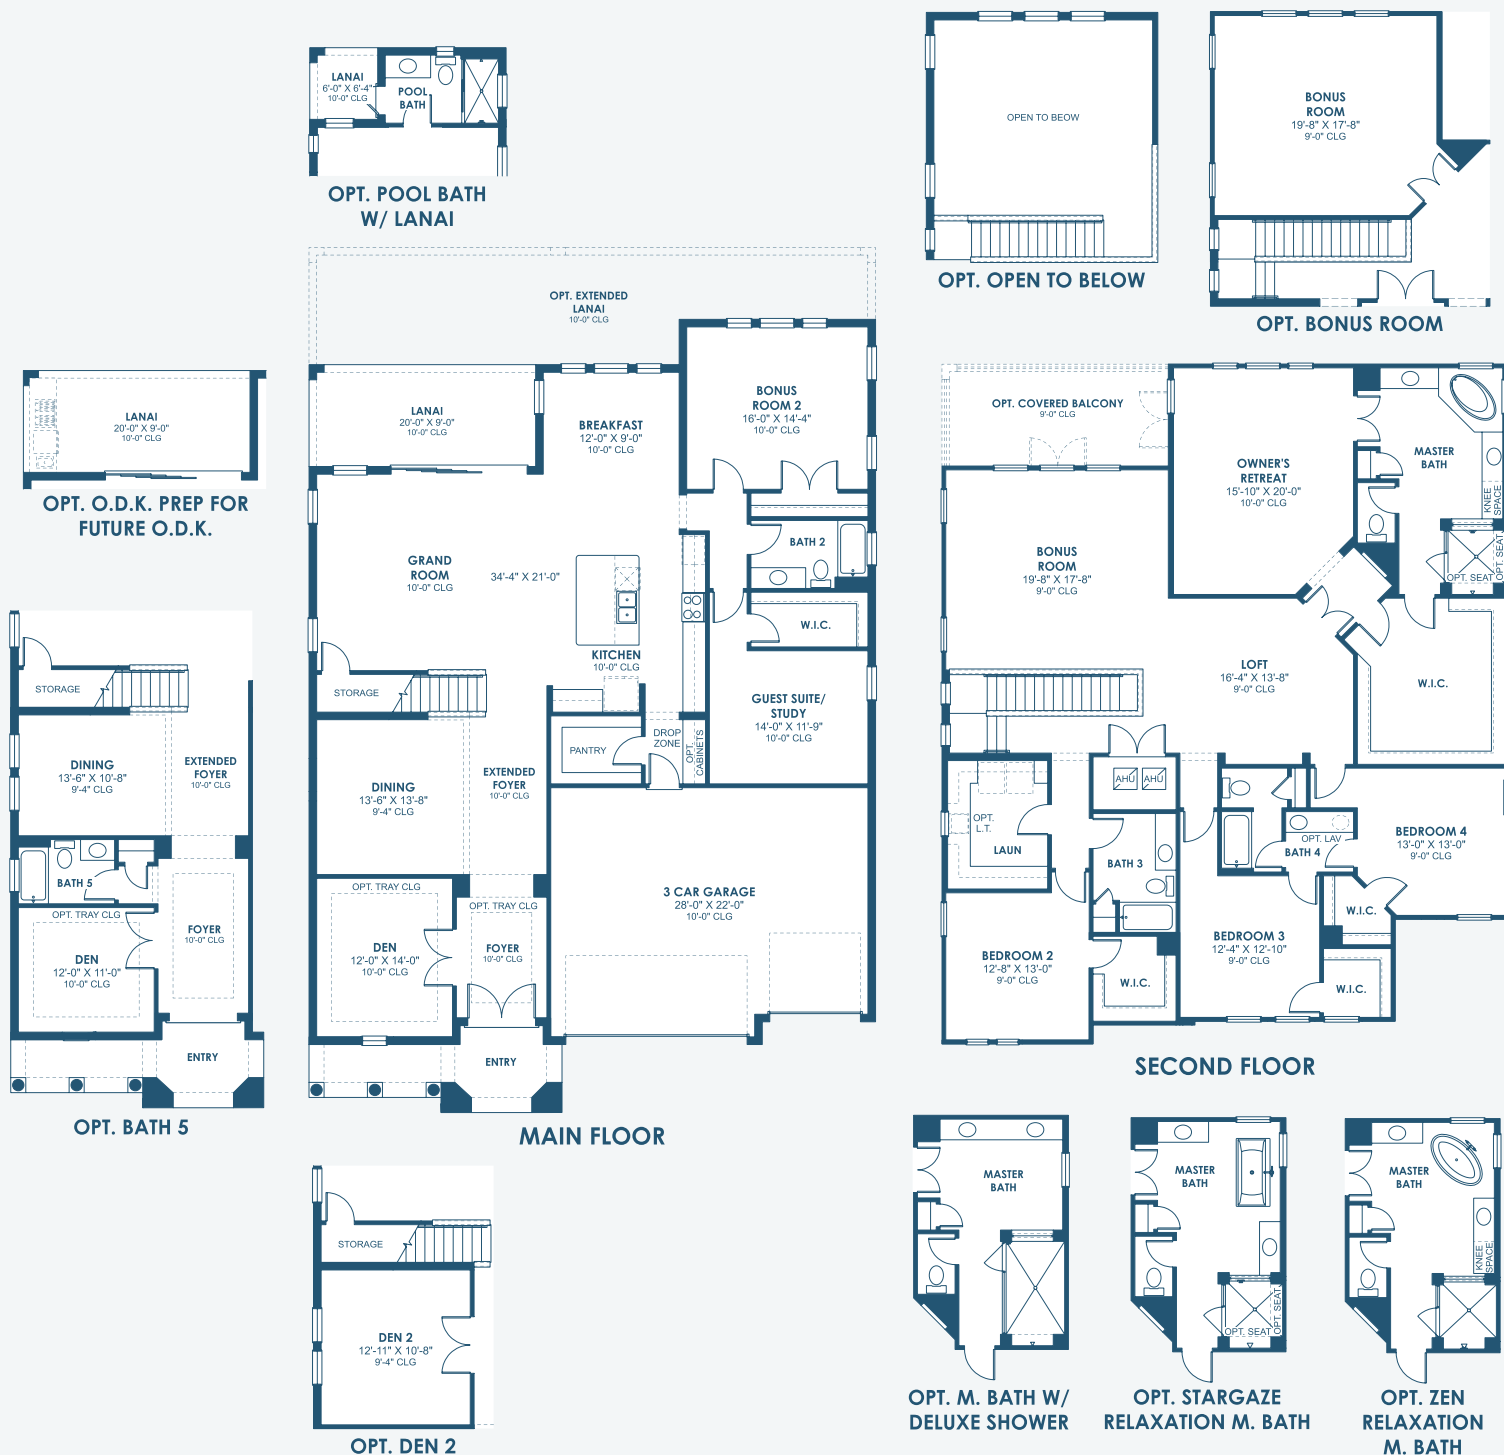 LANAI
6'-0" X 6'-4"
10'-0" CLG
POOL
BATH
OPT. POOL BATH
W/ LANAI
OPEN TO BEOW
OPT. OPEN TO BELOW
BONUS
ROOM
19'-8" X 17'-8"
9'-0" CLG
OPT. BONUS ROOM
LANAI
20'-0" X 9'-0"
10'-0" CLG
OPT. O.D.K. PREP FOR
FUTURE O.D.K.
STORAGE
DINING
13'-6" X 10'-8"
9'-4" CLG
EXTENDED
FOYER
10'-0" CLG
BATH 5
OPT. TRAY CLG
DEN
12'-0" X 11'-0"
10'-0" CLG
FOYER
10'-0" CLG
ENTRY
OPT. BATH 5
OPT. EXTENDED
LANAI
10'-0" CLG
LANAI
20'-0" X 9'-0"
10'-0" CLG
BREAKFAST
12'-0" X 9'-0"
10'-0" CLG
BONUS
ROOM 2
16'-0" X 14'-4"
10'-0" CLG
GRAND
ROOM
10'-0" CLG
34'-4" X 21'-0"
BATH 2
W.I.C.
KITCHEN
10'-0" CLG
STORAGE
GUEST SUITE/
STUDY
14'-0" X 11'-9"
10'-0" CLG
PANTRY
DROP
ZONE
OPT.
CABINETS
DINING
13'-6" X 13'-8"
9'-4" CLG
EXTENDED
FOYER
10'-0" CLG
OPT. TRAY CLG
OPT. TRAY CLG
DEN
12'-0" X 14'-0"
10'-0" CLG
FOYER
10'-0" CLG
3 CAR GARAGE
28'-0" X 22'-0"
10'-0" CLG
ENTRY
MAIN FLOOR
OPT. COVERED BALCONY
9'-0" CLG
OWNER'S
RETREAT
15'-10" X 20'-0"
10'-0" CLG
MASTER
BATH
KNEE
SPACE
OPT. SEAT
OPT. SEAT
BONUS
ROOM
19'-8" X 17'-8"
9'-0" CLG
LOFT
16'-4" X 13'-8"
9'-0" CLG
W.I.C.
AHU
AHU
OPT.
L.T.
LAUN
BATH 3
OPT. LAV
BATH 4
BEDROOM 4
13'-0" X 13'-0"
9'-0" CLG
W.I.C.
BEDROOM 2
12'-8" X 13'-0"
9'-0" CLG
W.I.C.
BEDROOM 3
12'-4" X 12'-10"
9'-0" CLG
W.I.C.
SECOND FLOOR
STORAGE
DEN 2
12'-11" X 10'-8"
9'-4" CLG
OPT. DEN 2
MASTER
BATH
OPT. M. BATH W/
DELUXE SHOWER
MASTER
BATH
OPT. SEAT
OPT. SEAT
OPT. STARGAZE
RELAXATION M. BATH
MASTER
BATH
KNEE
SPACE
OPT. ZEN
RELAXATION
M. BATH